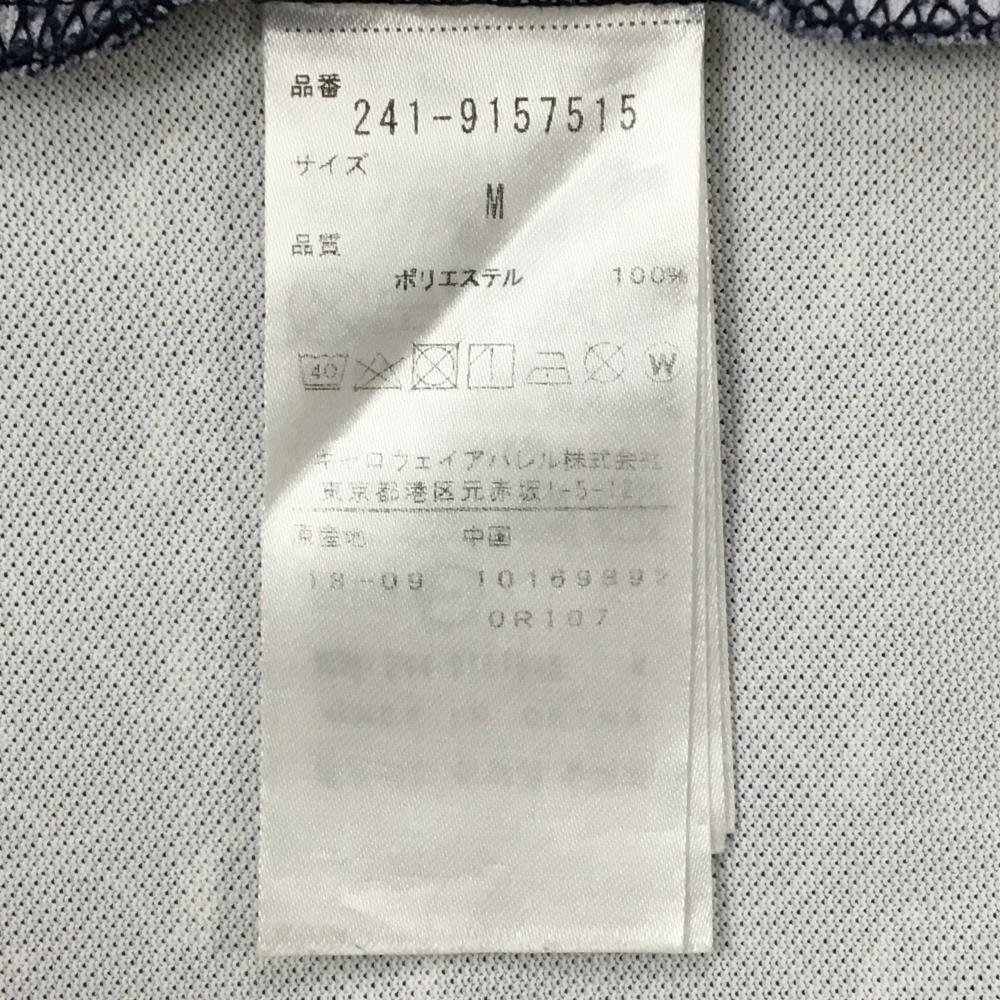 品番
241-9157515
サイズ
M
品質
ポリエステル 100%
40 W
キャロウェイアパレル株式会社
東京都港区元赤坂1-5-12
原産地 中国
18-09 10169892
0R107